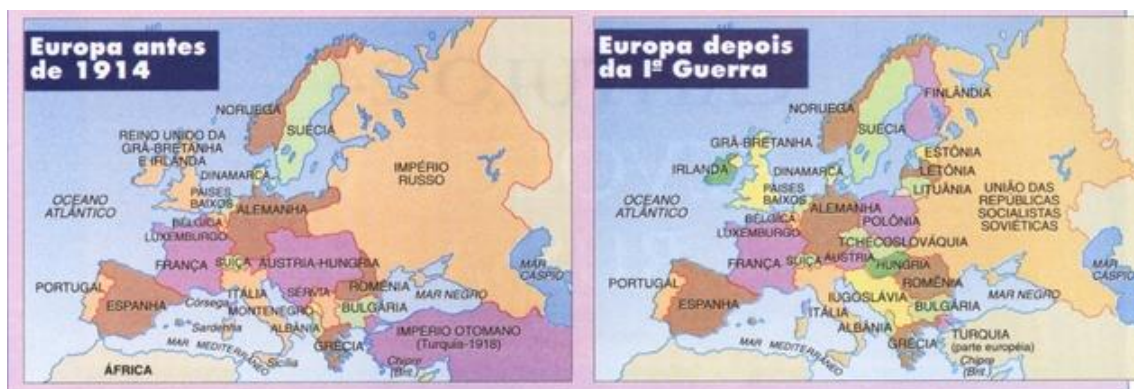 Europa antes
de 1914
NORUEGA
SUÉCIA
REINO UNIDO DA
GRÃ-BRETANHA
E IRLANDA
DINAMARCA
IMPÉRIO
RUSSO
OCEANO
ATLÂNTICO
PAÍSES
BAIXOS
ALEMANHA
BÉLGICA
LUXEMBURGO
FRANÇA
SUIÇA
ÁUSTRIA-HUNGRIA
MAR
CÁSPIO
PORTUGAL
ESPANHA
Córsega
ITÁLIA
SÉRVIA
ROMÊNIA
MAR NEGRO
MONTENEGRO
BULGÁRIA
Sardenha
ALBÂNIA
IMPÉRIO OTOMANO
(Turquia-1918)
GRÉCIA
MAR MEDITERRÂNEO
Sicília
Chipre
(Brit.)
ÁFRICA
Europa depois
da Iª Guerra
FINLÂNDIA
NORUEGA
SUÉCIA
GRÃ-BRETANHA
ESTÔNIA
IRLANDA
DINAMARCA
LETÔNIA
LITUÂNIA
UNIÃO DAS
REPÚBLICAS
SOCIALISTAS
SOVIÉTICAS
OCEANO
ATLÂNTICO
PAÍSES
BAIXOS
ALEMANHA
POLÔNIA
BÉLGICA
LUXEMBURGO
TCHECOSLOVÁQUIA
FRANÇA
SUIÇA
ÁUSTRIA
HUNGRIA
MAR
CÁSPIO
PORTUGAL
ESPANHA
ROMÊNIA
MAR NEGRO
IUGOSLÁVIA
ITÁLIA
BULGÁRIA
ALBÂNIA
TURQUIA
(parte européia)
GRÉCIA
MAR MEDITERRÂNEO
Chipre
(Brit.)